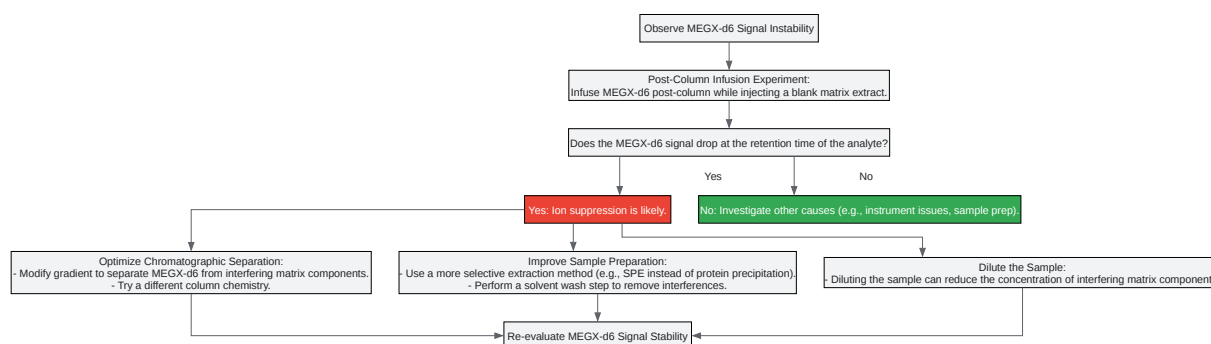 Observe MEGX-d6 Signal Instability
Post-Column Infusion Experiment:
Infuse MEGX-d6 post-column while injecting a blank matrix extract.
Does the MEGX-d6 signal drop at the retention time of the analyte?
Yes
No
Yes: Ion suppression is likely.
No: Investigate other causes (e.g., instrument issues, sample prep).
Optimize Chromatographic Separation:
- Modify gradient to separate MEGX-d6 from interfering matrix components.
- Try a different column chemistry.
Improve Sample Preparation:
- Use a more selective extraction method (e.g., SPE instead of protein precipitation).
- Perform a solvent wash step to remove interferences.
Dilute the Sample:
- Diluting the sample can reduce the concentration of interfering matrix component
Re-evaluate MEGX-d6 Signal Stability